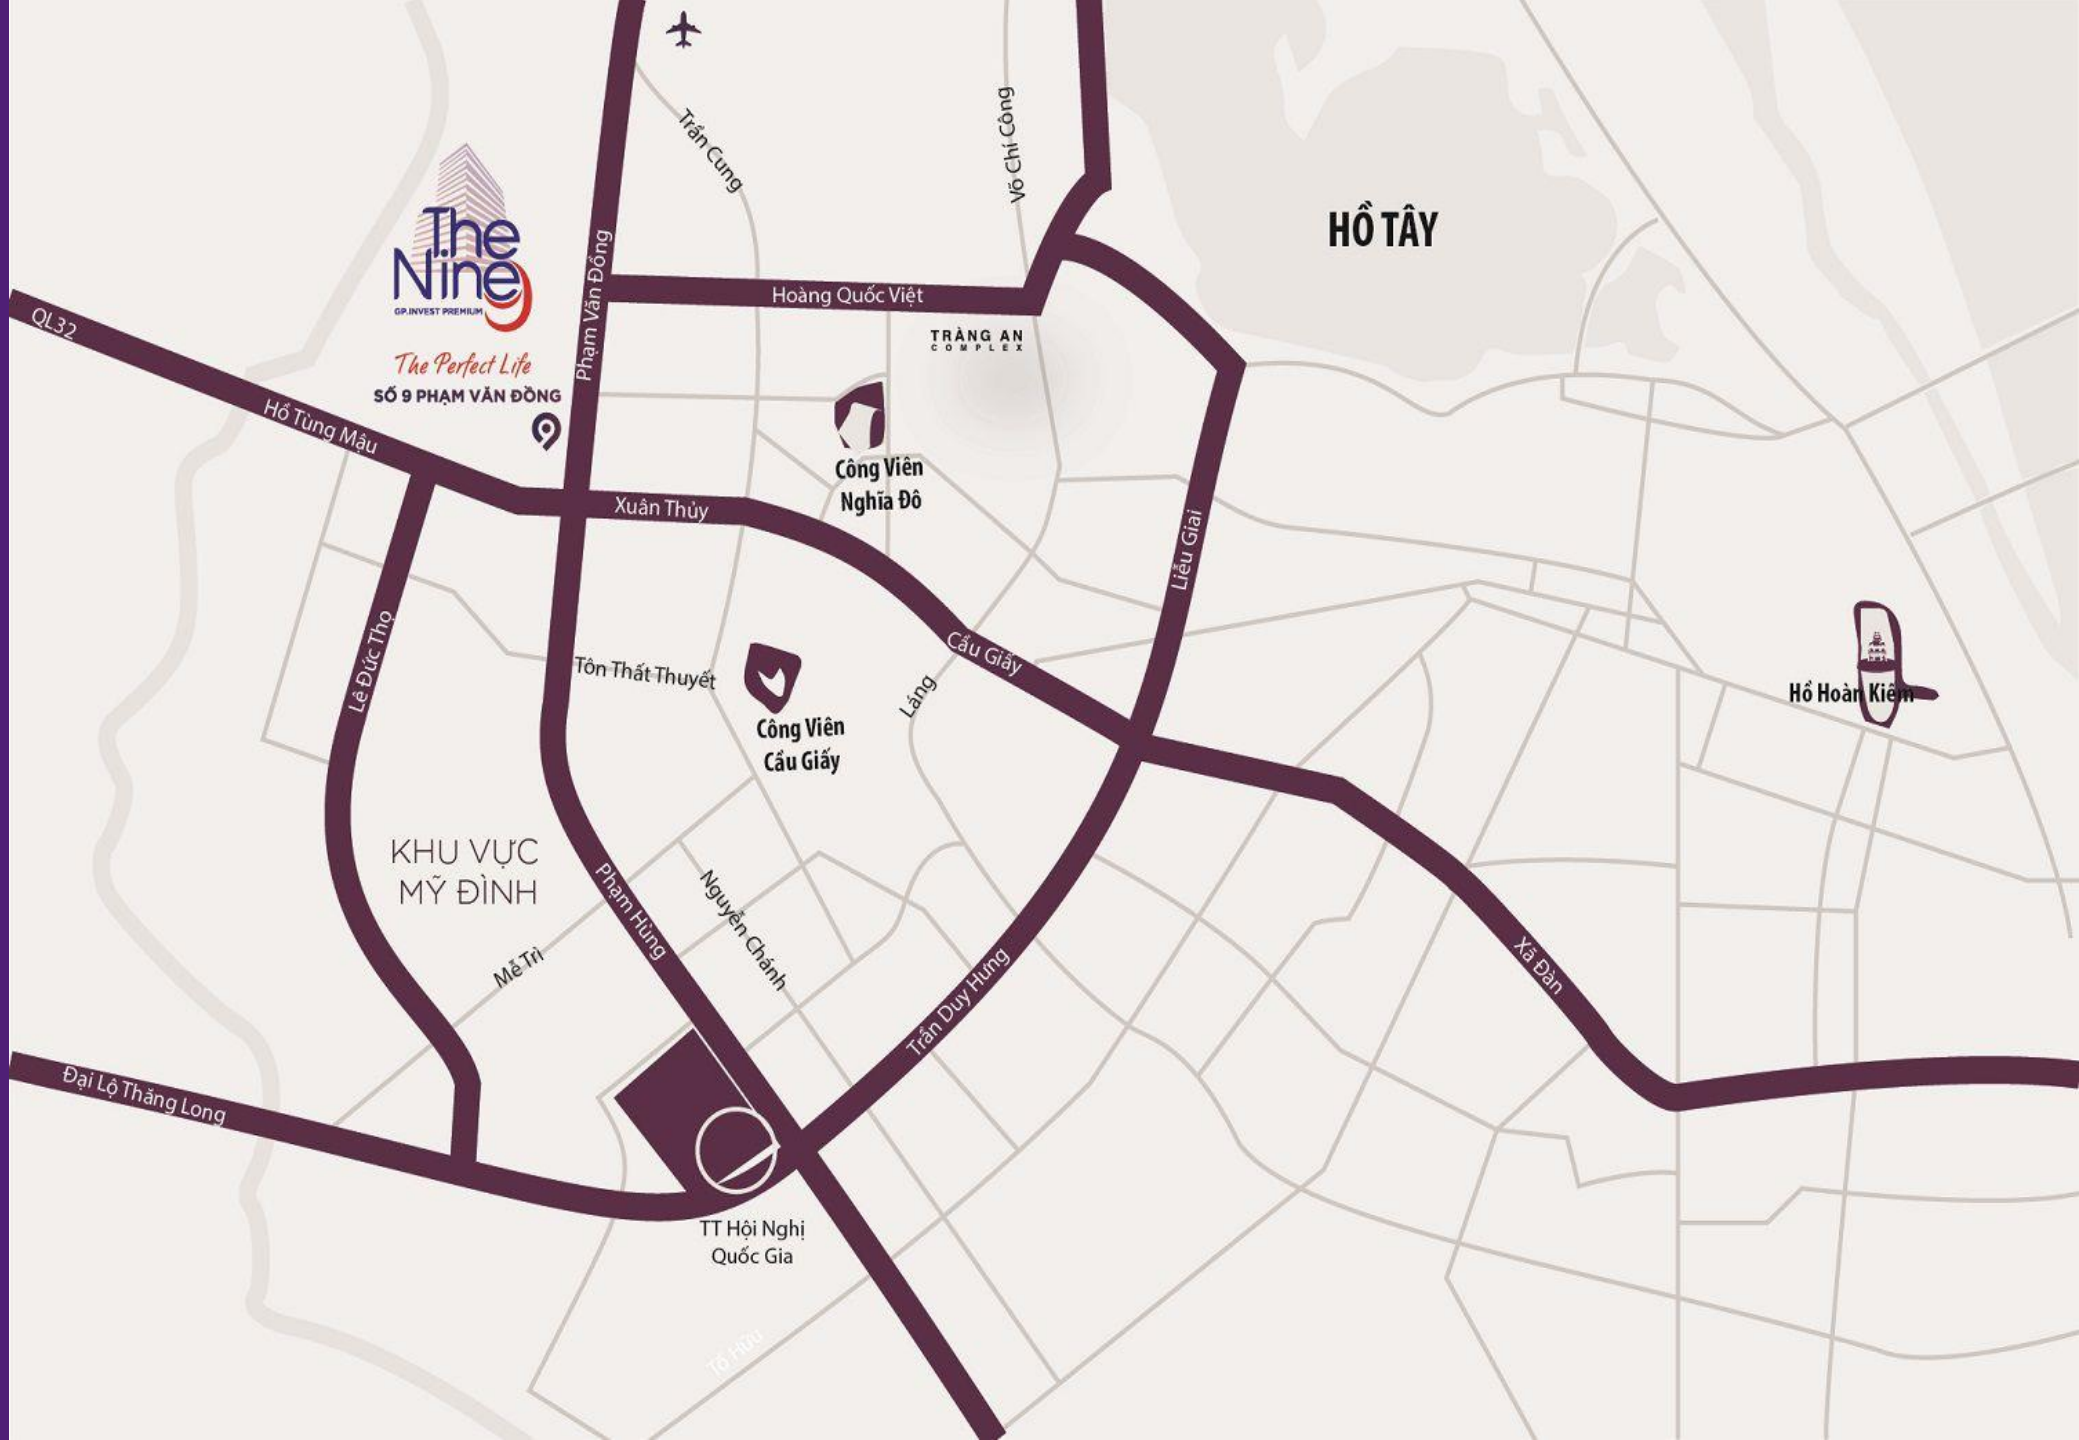 Trần Cung
Võ Chí Công
The
Nine
GP.INVEST PREMIUM
The Perfect Life
SỐ 9 PHẠM VĂN ĐỒNG
HỒ TÂY
Phạm Văn Đồng
Hoàng Quốc Việt
TRÀNG AN
COMPLEX
QL32
Hồ Tùng Mậu
Công Viên
Nghĩa Đô
Xuân Thủy
Liễu Giai
Lê Đức Thọ
Tôn Thất Thuyết
Cầu Giấy
Láng
Hồ Hoàn Kiếm
Công Viên
Cầu Giấy
KHU VỰC
MỸ ĐÌNH
Phạm Hùng
Nguyễn Chánh
Mễ Trì
Trần Duy Hưng
Xã Đàn
Đại Lộ Thăng Long
TT Hội Nghị
Quốc Gia
Tố Hữu